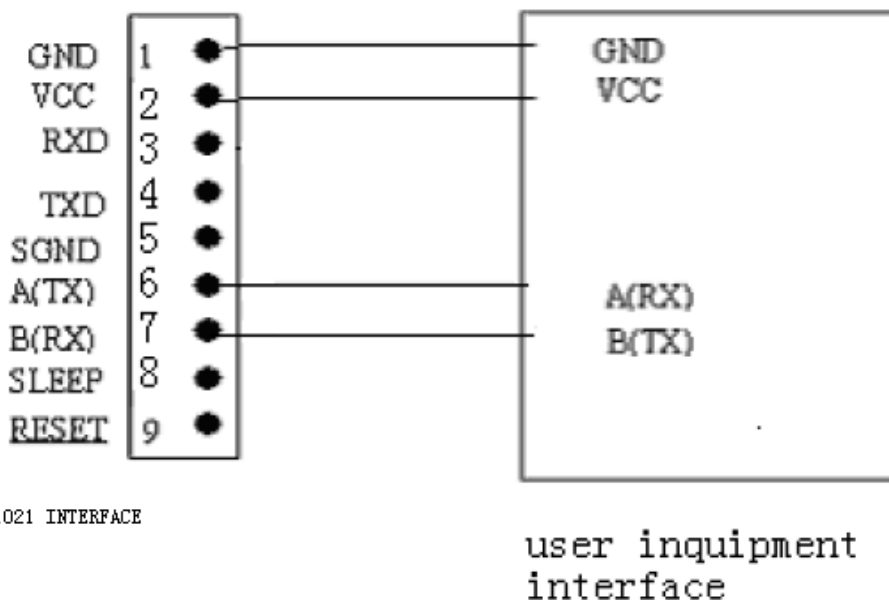 GND 1 GND
VCC 2 VCC
RXD 3
TXD 4
SGND 5
A(TX) 6 A(RX)
B(RX) 7 B(TX)
SLEEP 8
RESET 9
021 INTERFACE
user inquipment
interface